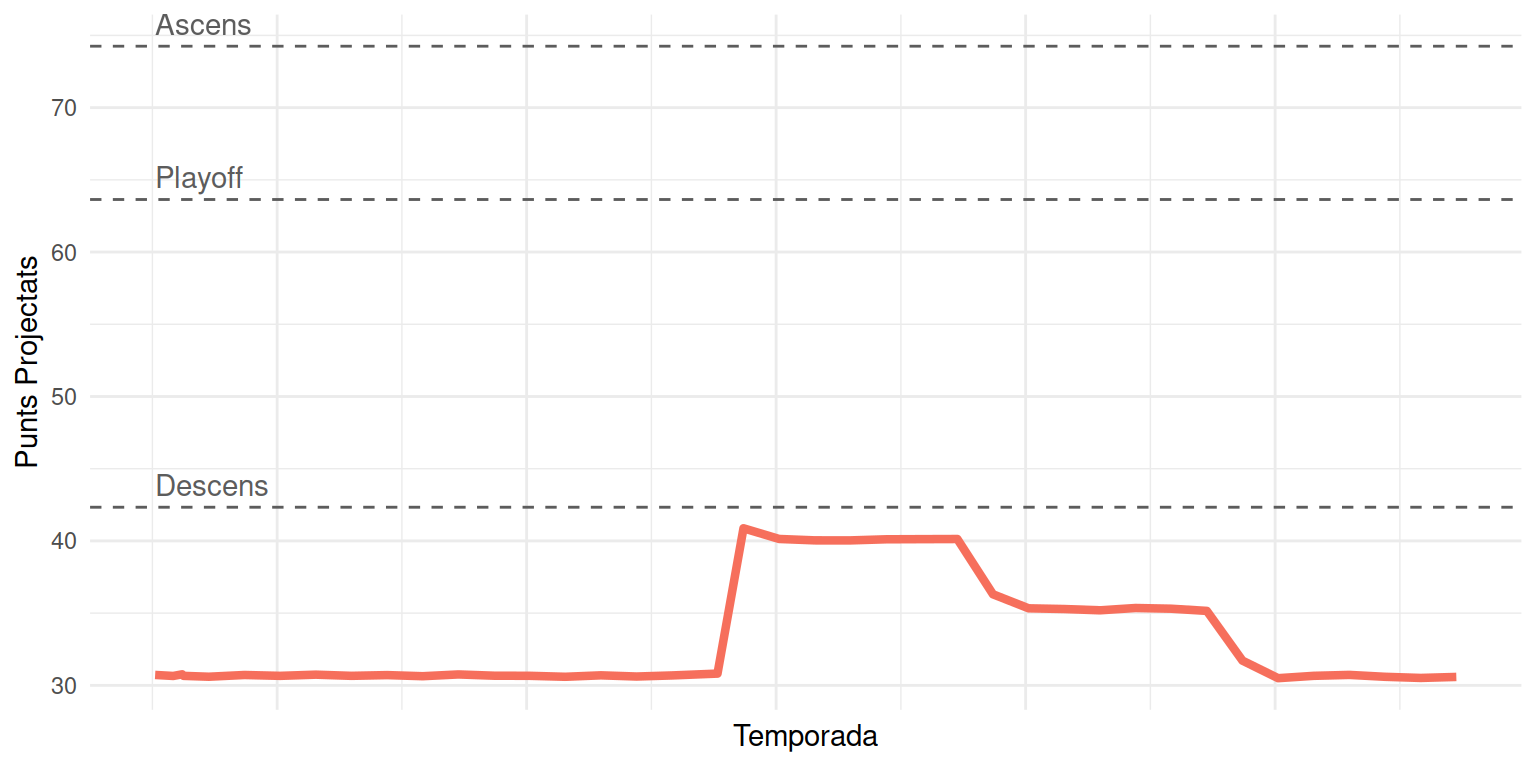 Ascens
70
Playoff
60
Punts Projectats
50
Descens
40
30
Temporada